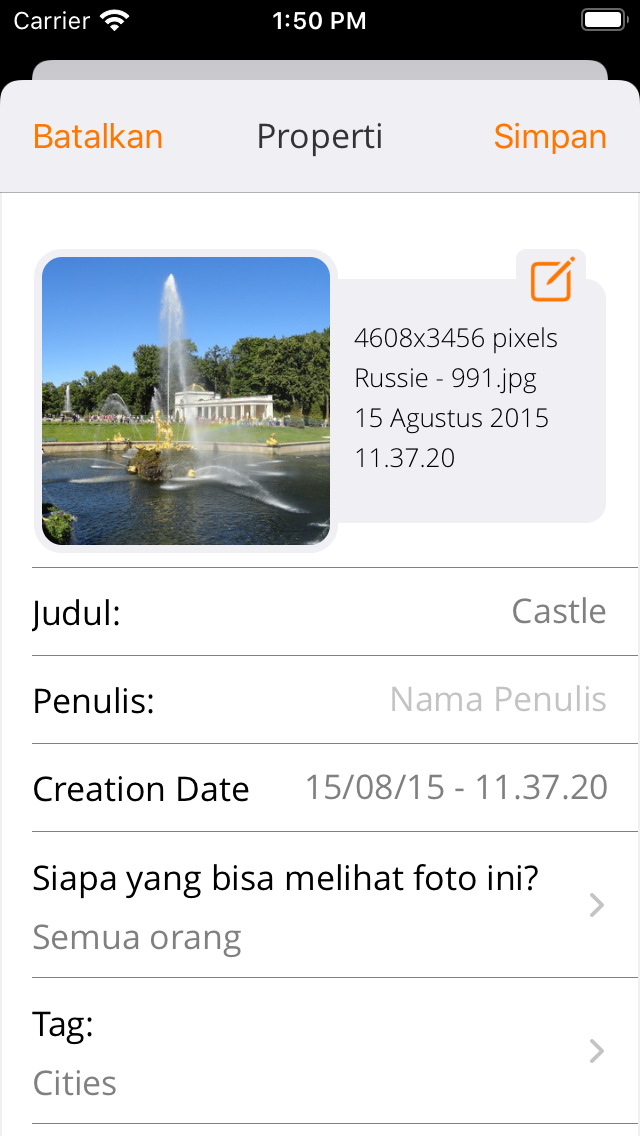 Carrier
1:50 PM
Batalkan
Properti
Simpan
4608x3456 pixels
Russie - 991.jpg
15 Agustus 2015
11.37.20
Judul:
Castle
Penulis:
Nama Penulis
Creation Date
15/08/15 - 11.37.20
Siapa yang bisa melihat foto ini?
Semua orang
Tag:
Cities